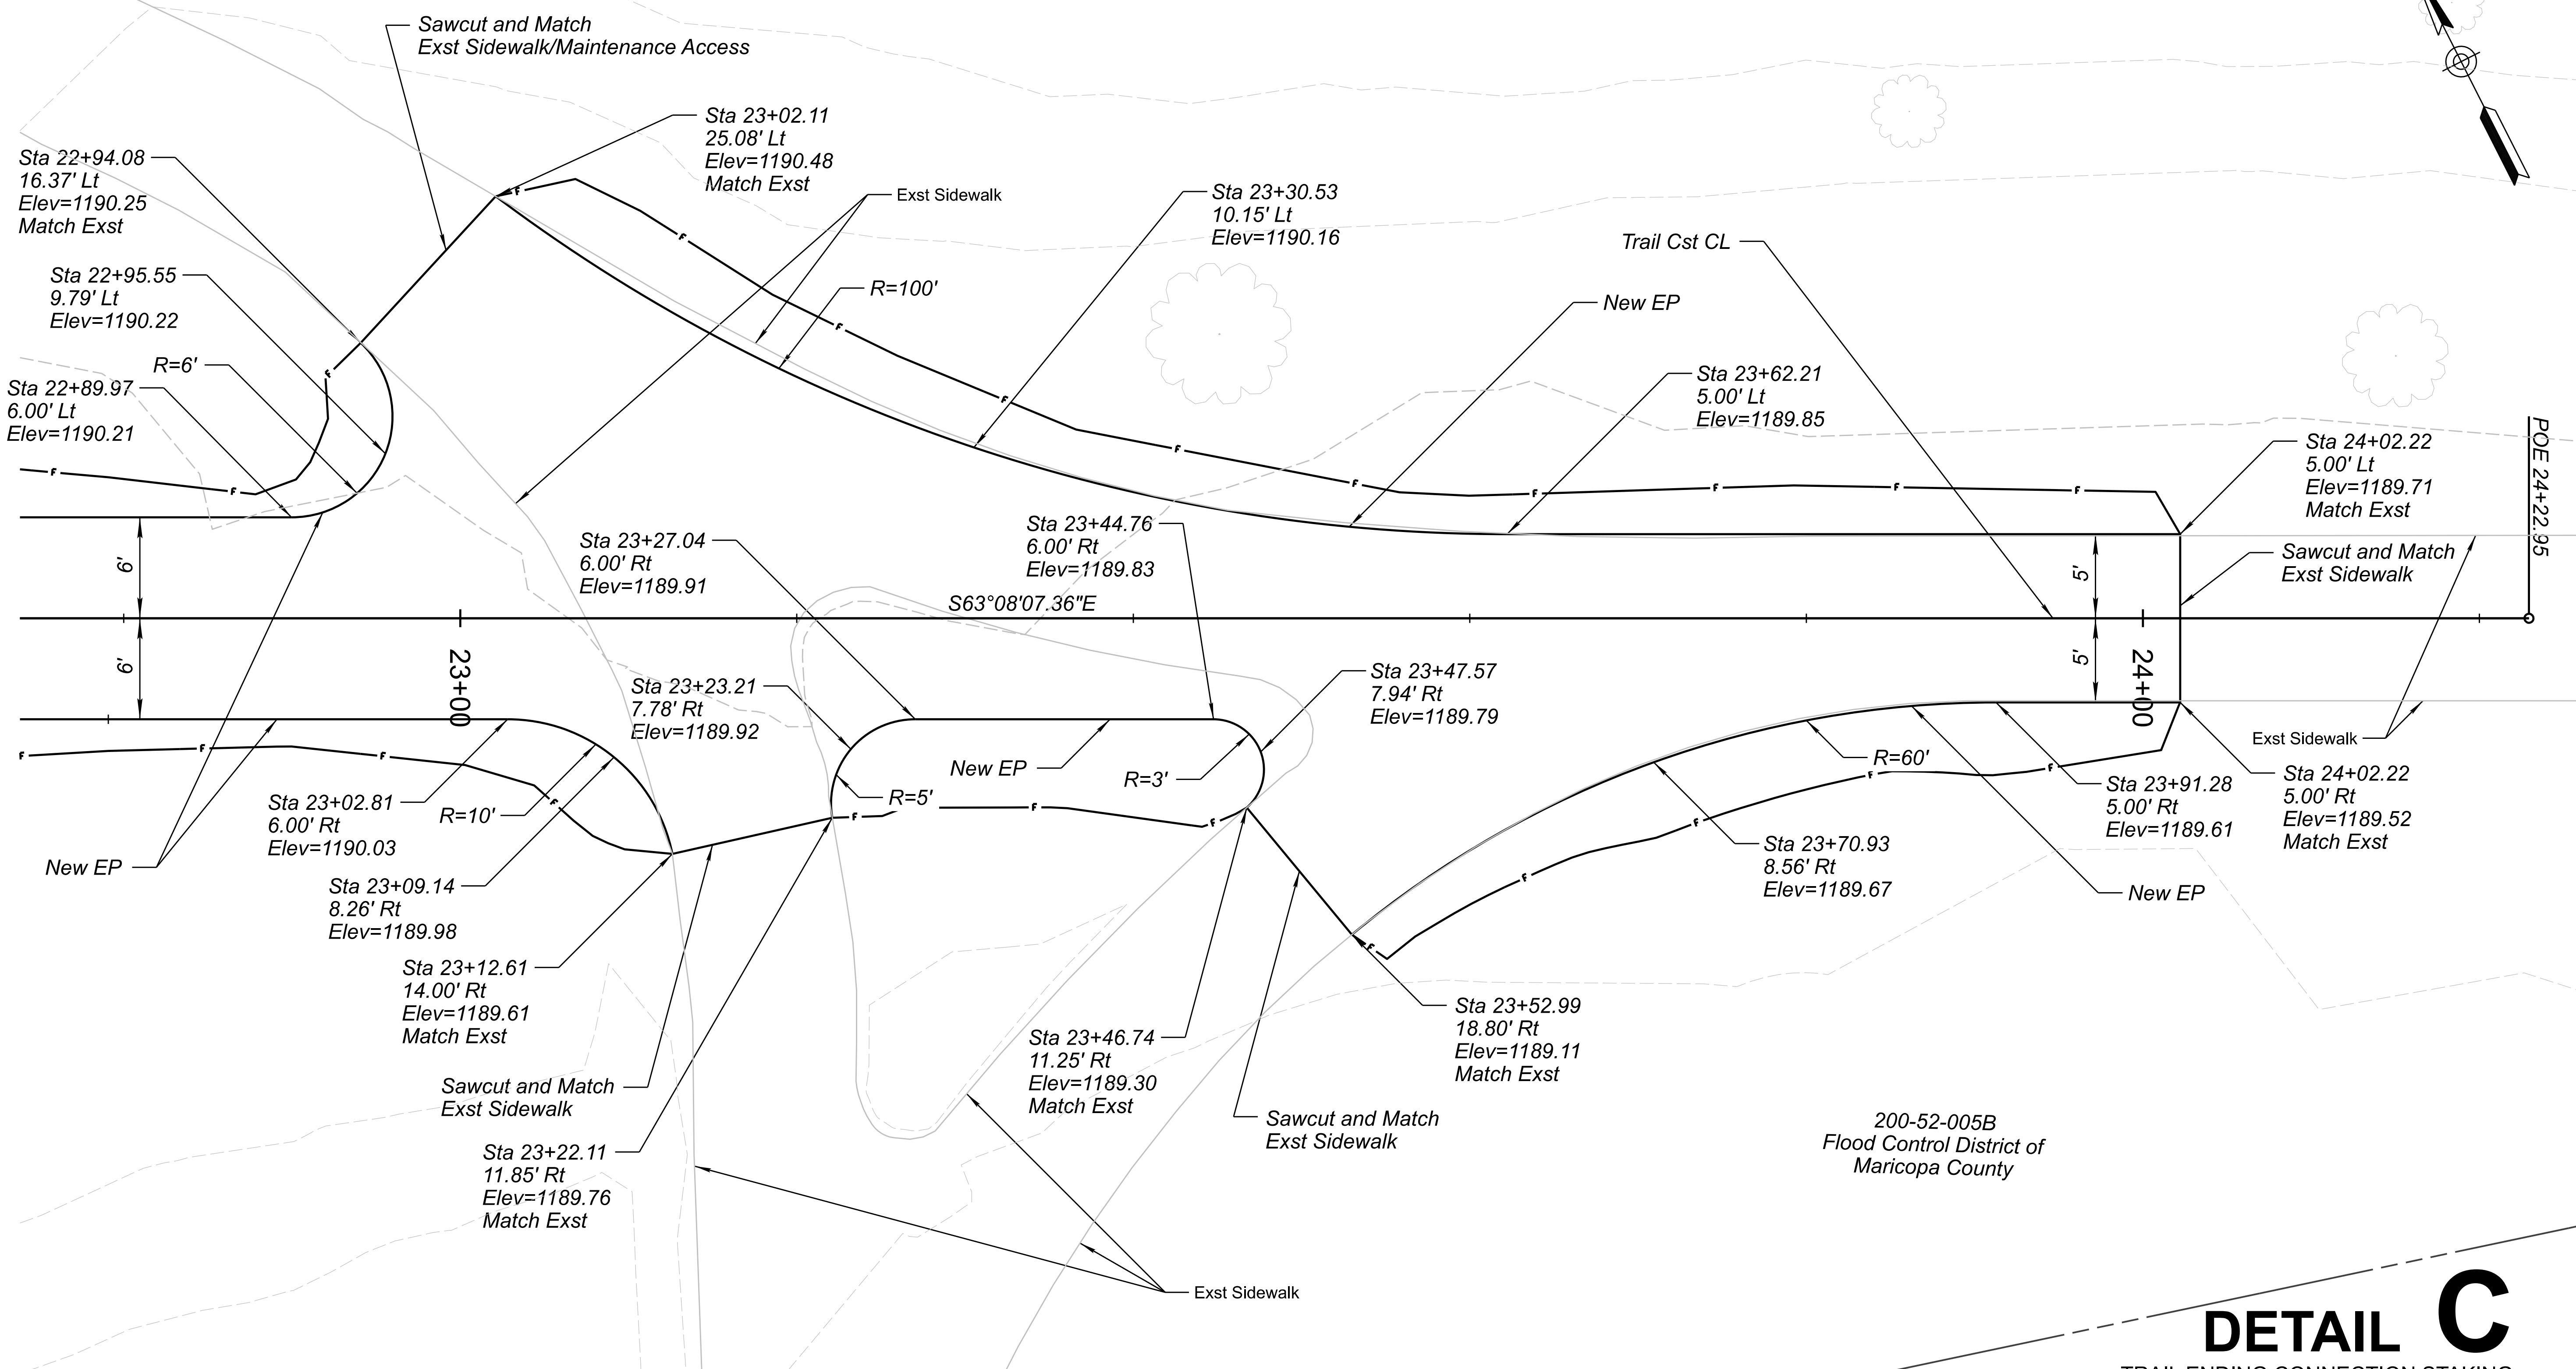 Sawcut and Match
Exst Sidewalk/Maintenance Access
Sta 23+02.11
25.08' Lt
Elev=1190.48
Match Exst
Sta 22+94.08
16.37' Lt
Elev=1190.25
Match Exst
Exst Sidewalk
Sta 23+30.53
10.15' Lt
Elev=1190.16
Trail Cst CL
Sta 22+95.55
9.79' Lt
Elev=1190.22
R=100'
New EP
R=6'
Sta 22+89.97
6.00' Lt
Elev=1190.21
Sta 23+62.21
5.00' Lt
Elev=1189.85
Sta 24+02.22
5.00' Lt
Elev=1189.71
Match Exst
POE 24+22.95
Sawcut and Match
Exst Sidewalk
Sta 23+27.04
6.00' Rt
Elev=1189.91
Sta 23+44.76
6.00' Rt
Elev=1189.83
6'
5'
S63°08'07.36"E
6'
5'
23+00
24+00
Sta 23+23.21
7.78' Rt
Elev=1189.92
Sta 23+47.57
7.94' Rt
Elev=1189.79
New EP
R=3'
R=5'
R=60'
Exst Sidewalk
Sta 23+02.81
6.00' Rt
Elev=1190.03
R=10'
Sta 23+91.28
5.00' Rt
Elev=1189.61
Sta 24+02.22
5.00' Rt
Elev=1189.52
Match Exst
New EP
Sta 23+70.93
8.56' Rt
Elev=1189.67
New EP
Sta 23+09.14
8.26' Rt
Elev=1189.98
Sta 23+12.61
14.00' Rt
Elev=1189.61
Match Exst
Sta 23+46.74
11.25' Rt
Elev=1189.30
Match Exst
Sta 23+52.99
18.80' Rt
Elev=1189.11
Match Exst
Sawcut and Match
Exst Sidewalk
Sawcut and Match
Exst Sidewalk
Sta 23+22.11
11.85' Rt
Elev=1189.76
Match Exst
200-52-005B
Flood Control District of
Maricopa County
Exst Sidewalk
DETAIL C
TRAIL ENDING CONNECTION STAKING